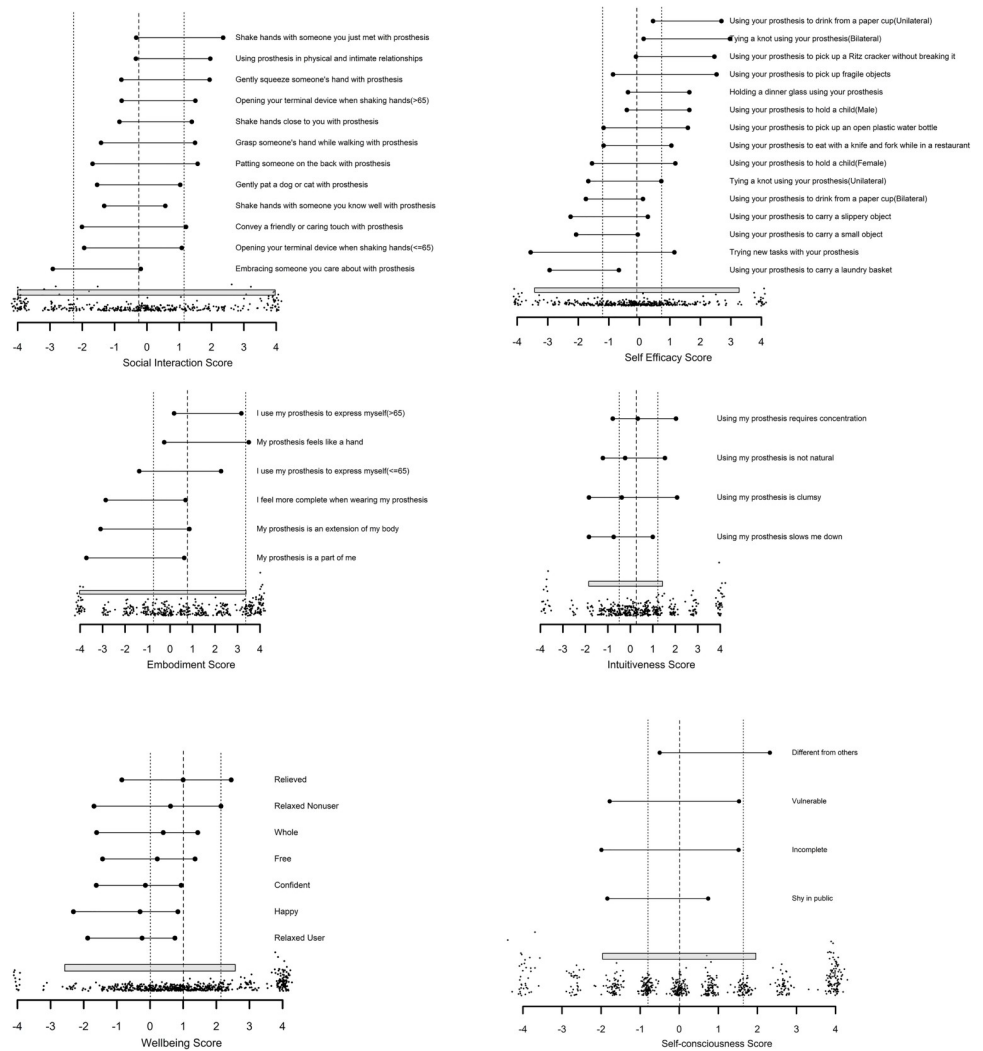 Shake hands with someone you just met with prosthesis
Using prosthesis in physical and intimate relationships
Gently squeeze someone's hand with prosthesis
Opening your terminal device when shaking hands(>65)
Shake hands close to you with prosthesis
Grasp someone's hand while walking with prosthesis
Patting someone on the back with prosthesis
Gently pat a dog or cat with prosthesis
Shake hands with someone you know well with prosthesis
Convey a friendly or caring touch with prosthesis
Opening your terminal device when shaking hands(<=65)
Embracing someone you care about with prosthesis
-4 -3 -2 -1 0 1 2 3 4
Social Interaction Score
Using your prosthesis to drink from a paper cup(Unilateral)
Tying a knot using your prosthesis(Bilateral)
Using your prosthesis to pick up a Ritz cracker without breaking it
Using your prosthesis to pick up fragile objects
Holding a dinner glass using your prosthesis
Using your prosthesis to hold a child(Male)
Using your prosthesis to pick up an open plastic water bottle
Using your prosthesis to eat with a knife and fork while in a restaurant
Using your prosthesis to hold a child(Female)
Tying a knot using your prosthesis(Unilateral)
Using your prosthesis to drink from a paper cup(Bilateral)
Using your prosthesis to carry a slippery object
Using your prosthesis to carry a small object
Trying new tasks with your prosthesis
Using your prosthesis to carry a laundry basket
-4 -3 -2 -1 0 1 2 3 4
Self Efficacy Score
I use my prosthesis to express myself(>65)
My prosthesis feels like a hand
I use my prosthesis to express myself(<=65)
I feel more complete when wearing my prosthesis
My prosthesis is an extension of my body
My prosthesis is a part of me
-4 -3 -2 -1 0 1 2 3 4
Embodiment Score
Using my prosthesis requires concentration
Using my prosthesis is not natural
Using my prosthesis is clumsy
Using my prosthesis slows me down
-4 -3 -2 -1 0 1 2 3 4
Intuitiveness Score
Relieved
Relaxed Nonuser
Whole
Free
Confident
Happy
Relaxed User
-4 -3 -2 -1 0 1 2 3 4
Wellbeing Score
Different from others
Vulnerable
Incomplete
Shy in public
-4 -2 0 2 4
Self-consciousness Score